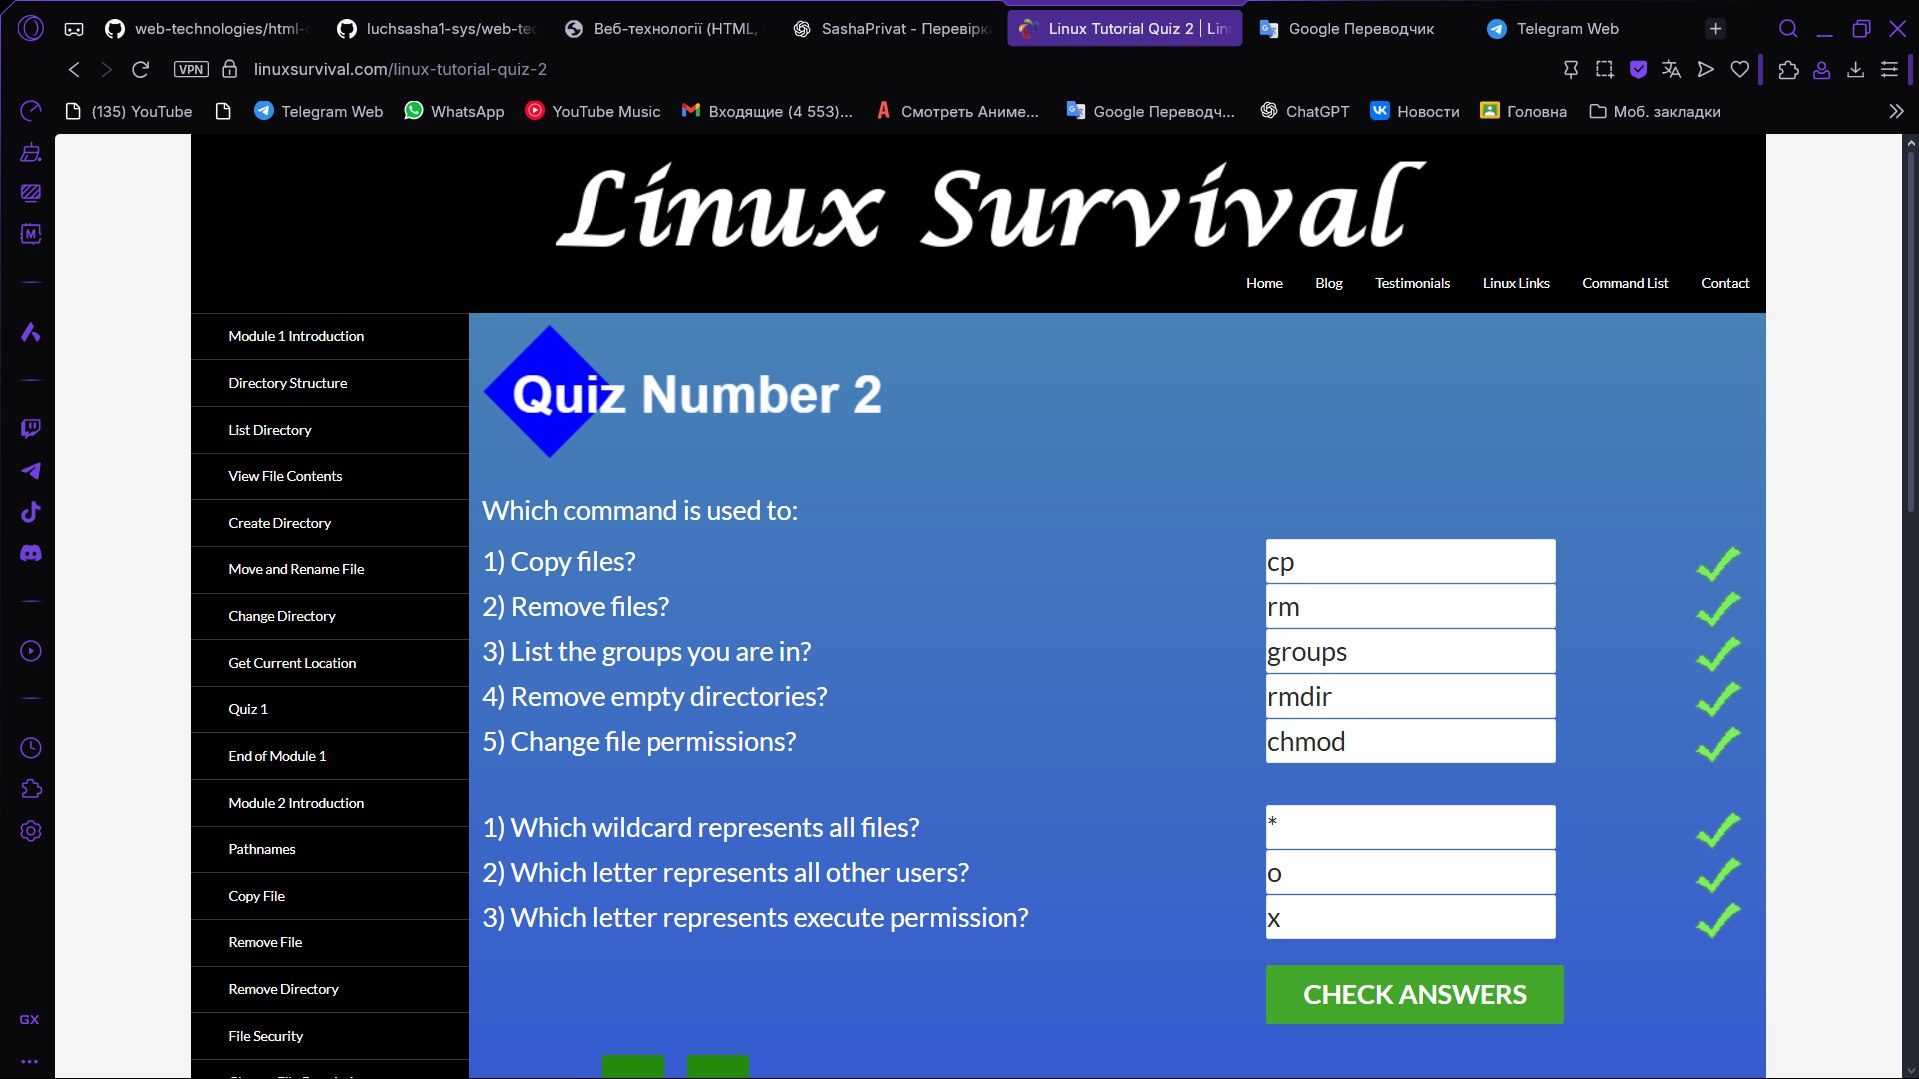 web-technologies/html-
luchsasha1-sys/web-tec
Веб-технології (HTML,
SashaPrivat - Перевірка
Linux Tutorial Quiz 2 | Lin
Google Переводчик
Telegram Web
VPN
linuxsurvival.com/linux-tutorial-quiz-2
(135) YouTube
Telegram Web
WhatsApp
YouTube Music
Входящие (4 553)...
Смотреть Аниме...
Google Переводч...
ChatGPT
Новости
Головна
Моб. закладки
Linux Survival
Home
Blog
Testimonials
Linux Links
Command List
Contact
Module 1 Introduction
Directory Structure
List Directory
View File Contents
Create Directory
Move and Rename File
Change Directory
Get Current Location
Quiz 1
End of Module 1
Module 2 Introduction
Pathnames
Copy File
Remove File
Remove Directory
File Security
Quiz Number 2
Which command is used to:
1) Copy files?
cp
2) Remove files?
rm
3) List the groups you are in?
groups
4) Remove empty directories?
rmdir
5) Change file permissions?
chmod
1) Which wildcard represents all files?
*
2) Which letter represents all other users?
o
3) Which letter represents execute permission?
x
CHECK ANSWERS
M
GX